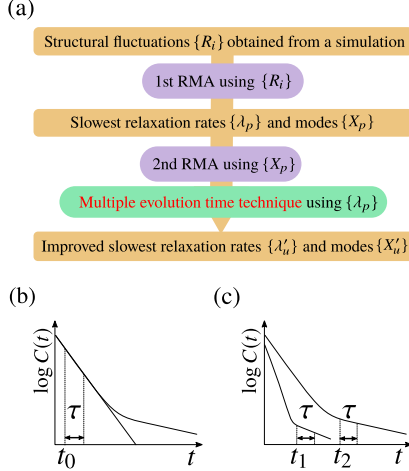 (a)
Structural fluctuations {R_i} obtained from a simulation
1st RMA using {R_i}
Slowest relaxation rates {λ_p} and modes {X_p}
2nd RMA using {X_p}
Multiple evolution time technique using {λ_p}
Improved slowest relaxation rates {λ'_u} and modes {X'_u}
(b)
(c)
log C(t)
τ
t_0
t
log C(t)
τ
τ
t_1
t_2
t